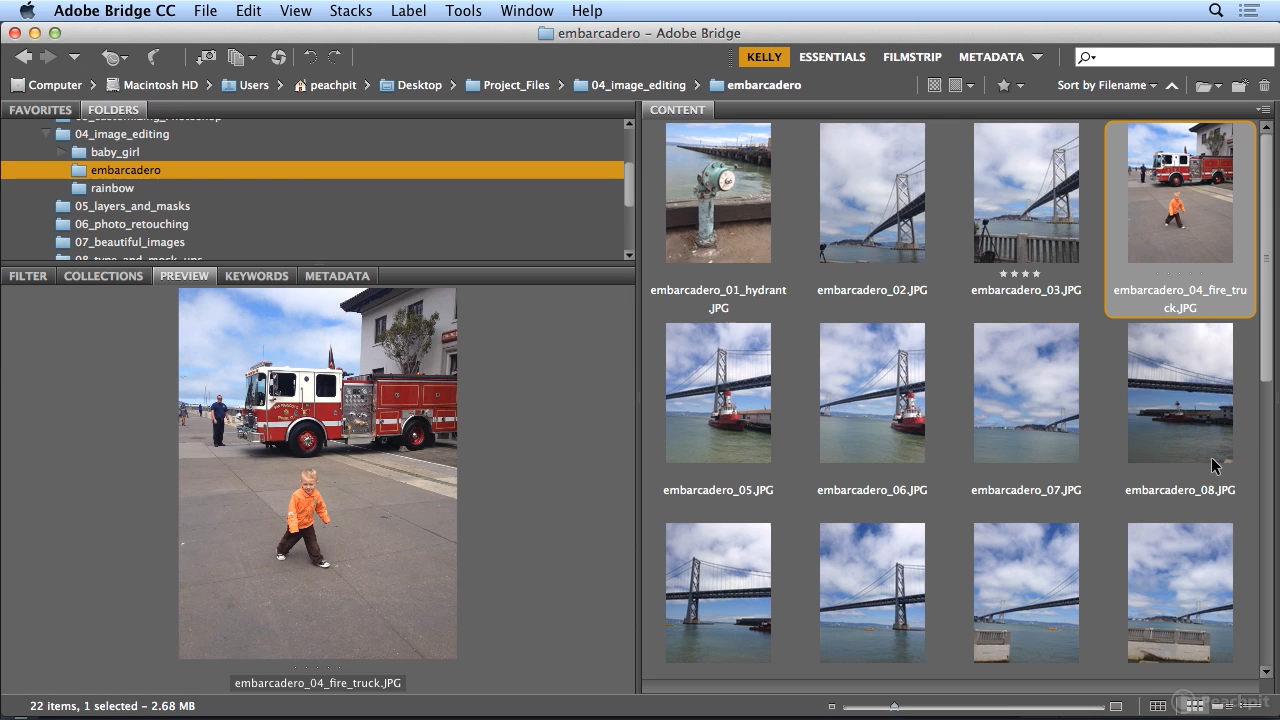 Adobe Bridge CC File Edit View Stacks Label Tools Window Help
embarcadero – Adobe Bridge
KELLY ESSENTIALS FILMSTRIP METADATA
Computer Macintosh HD Users peachpit Desktop Project_Files 04_image_editing embarcadero Sort by Filename
FAVORITES FOLDERS
04_image_editing
baby_girl
embarcadero
rainbow
05_layers_and_masks
06_photo_retouching
07_beautiful_images
FILTER COLLECTIONS PREVIEW KEYWORDS METADATA
embarcadero_04_fire_truck.JPG
CONTENT
embarcadero_01_hydrant
.JPG
embarcadero_02.JPG
embarcadero_03.JPG
embarcadero_04_fire_tru
ck.JPG
embarcadero_05.JPG
embarcadero_06.JPG
embarcadero_07.JPG
embarcadero_08.JPG
22 items, 1 selected – 2.68 MB
Peachpit